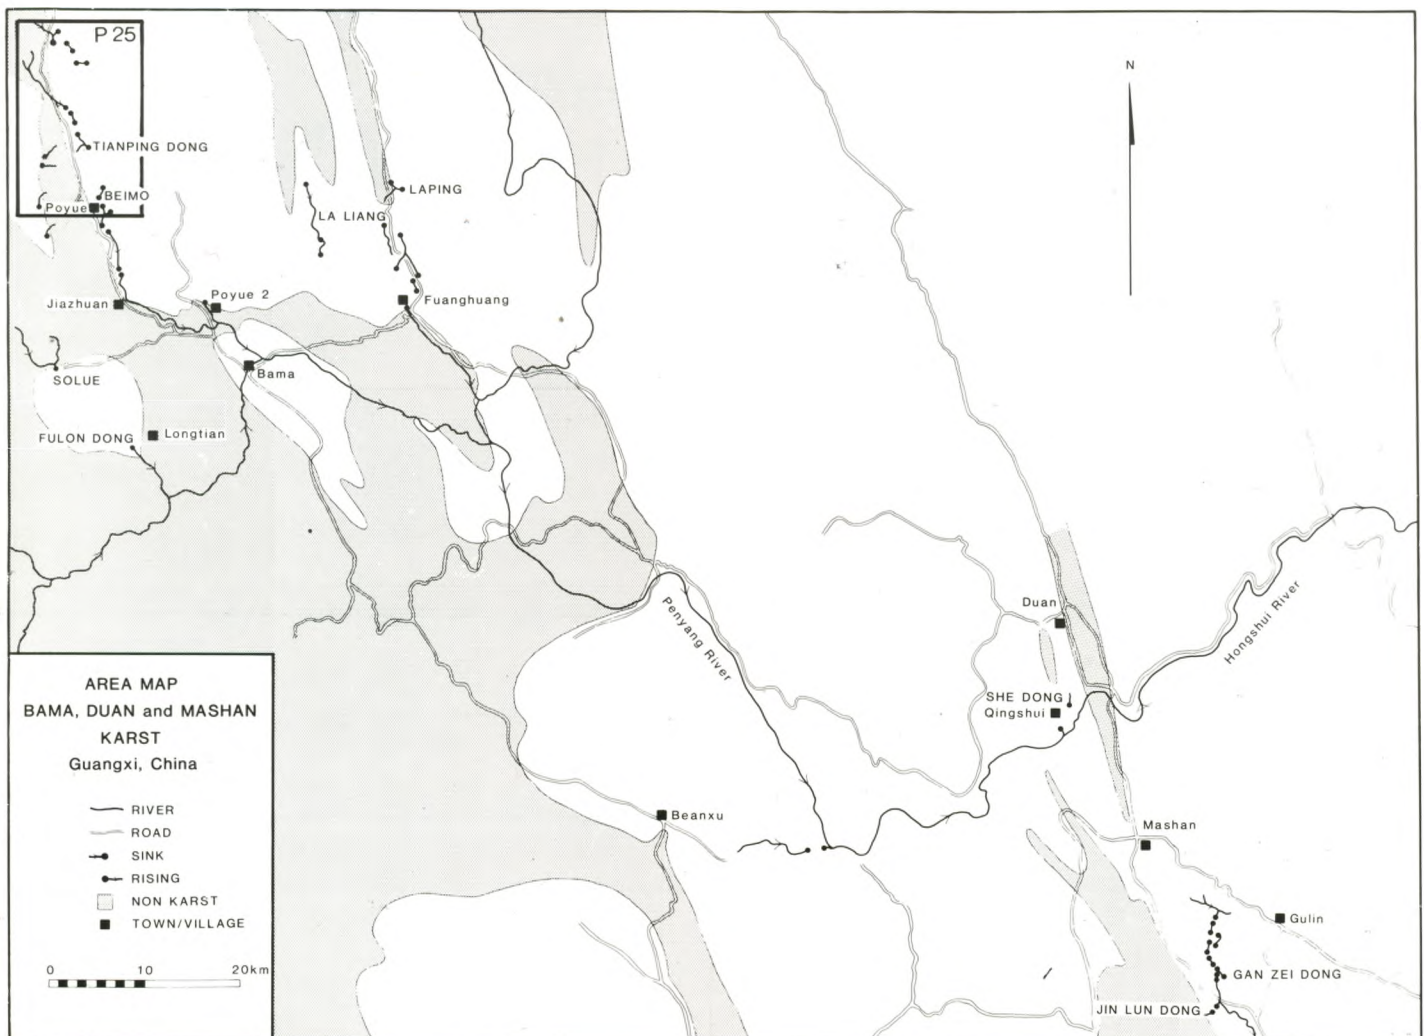 P 25
N
TIANPING DONG
BEIMO
Poyue
LAPING
LA LIANG
Jiazhuan
Poyue 2
Fuanghuang
SOLUE
Bama
FULON DONG
Longtian
Penyang River
Duan
Hongshui River
SHE DONG
Qingshui
Beanxu
Mashan
Gulin
GAN ZEI DONG
JIN LUN DONG
AREA MAP
BAMA, DUAN and MASHAN
KARST
Guangxi, China
RIVER
ROAD
SINK
RISING
NON KARST
TOWN/VILLAGE
0 10 20km